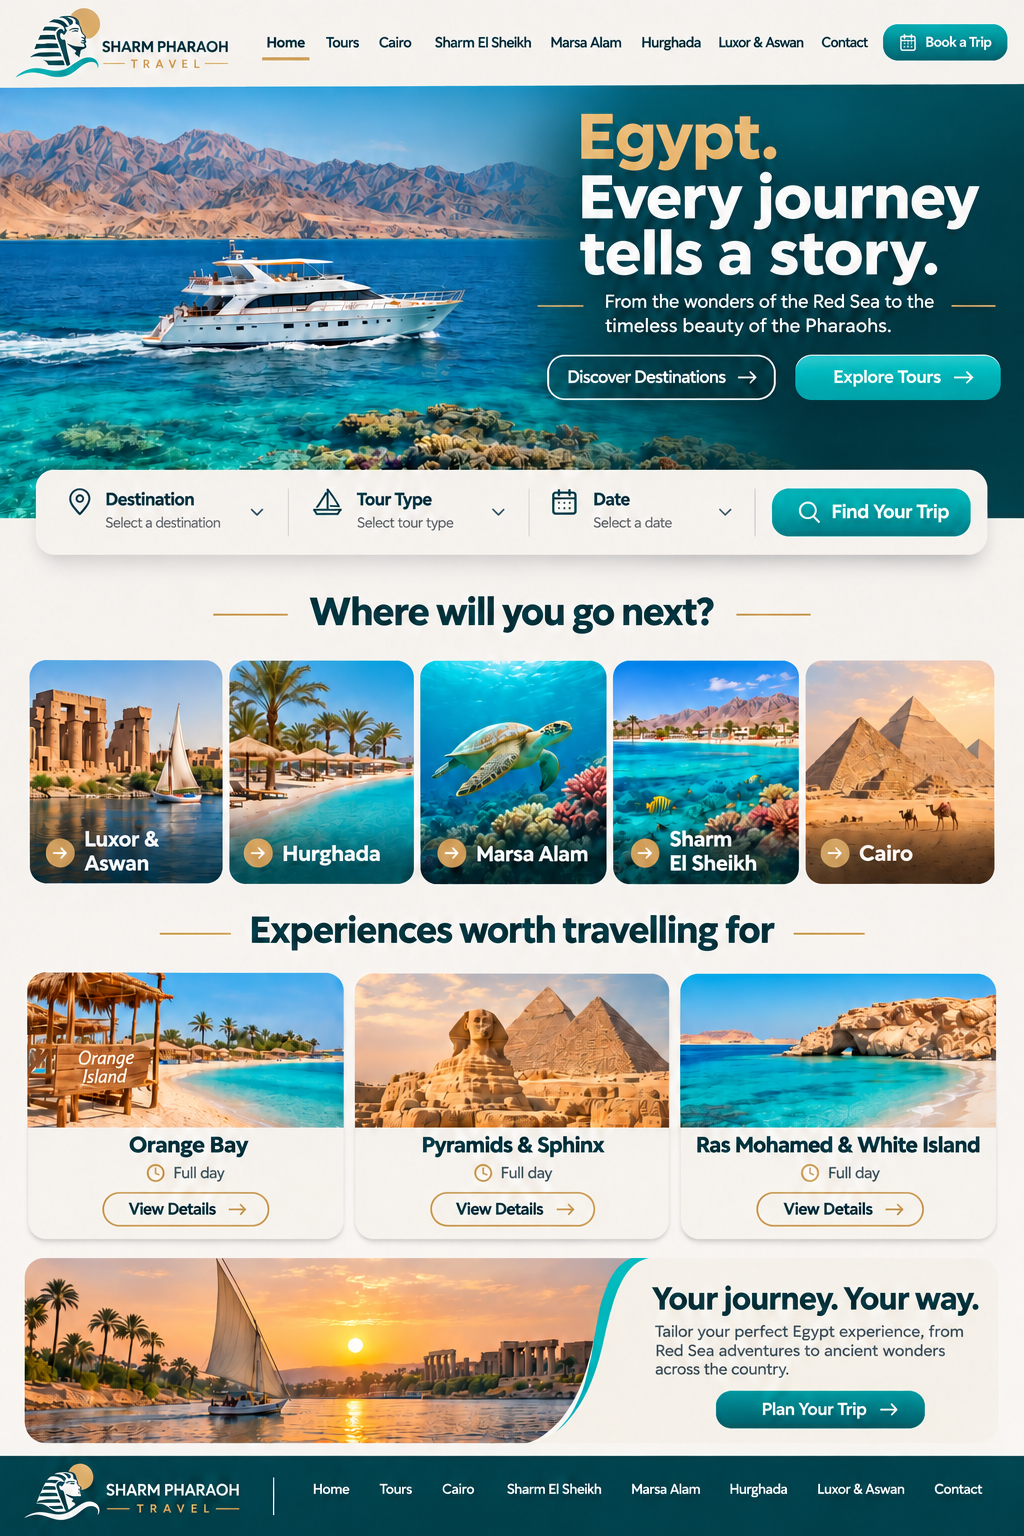 SHARM PHARAOH
TRAVEL
Home
Tours
Cairo
Sharm El Sheikh
Marsa Alam
Hurghada
Luxor & Aswan
Contact
Book a Trip
Egypt.
Every journey
tells a story.
From the wonders of the Red Sea to the
timeless beauty of the Pharaohs.
Discover Destinations
Explore Tours
Destination
Select a destination
Tour Type
Select tour type
Date
Select a date
Find Your Trip
Where will you go next?
Luxor &
Aswan
Hurghada
Marsa Alam
Sharm
El Sheikh
Cairo
Experiences worth travelling for
Orange
Island
Orange Bay
Full day
View Details
Pyramids & Sphinx
Full day
View Details
Ras Mohamed & White Island
Full day
View Details
Your journey. Your way.
Tailor your perfect Egypt experience, from
Red Sea adventures to ancient wonders
across the country.
Plan Your Trip
SHARM PHARAOH
TRAVEL
Home
Tours
Cairo
Sharm El Sheikh
Marsa Alam
Hurghada
Luxor & Aswan
Contact